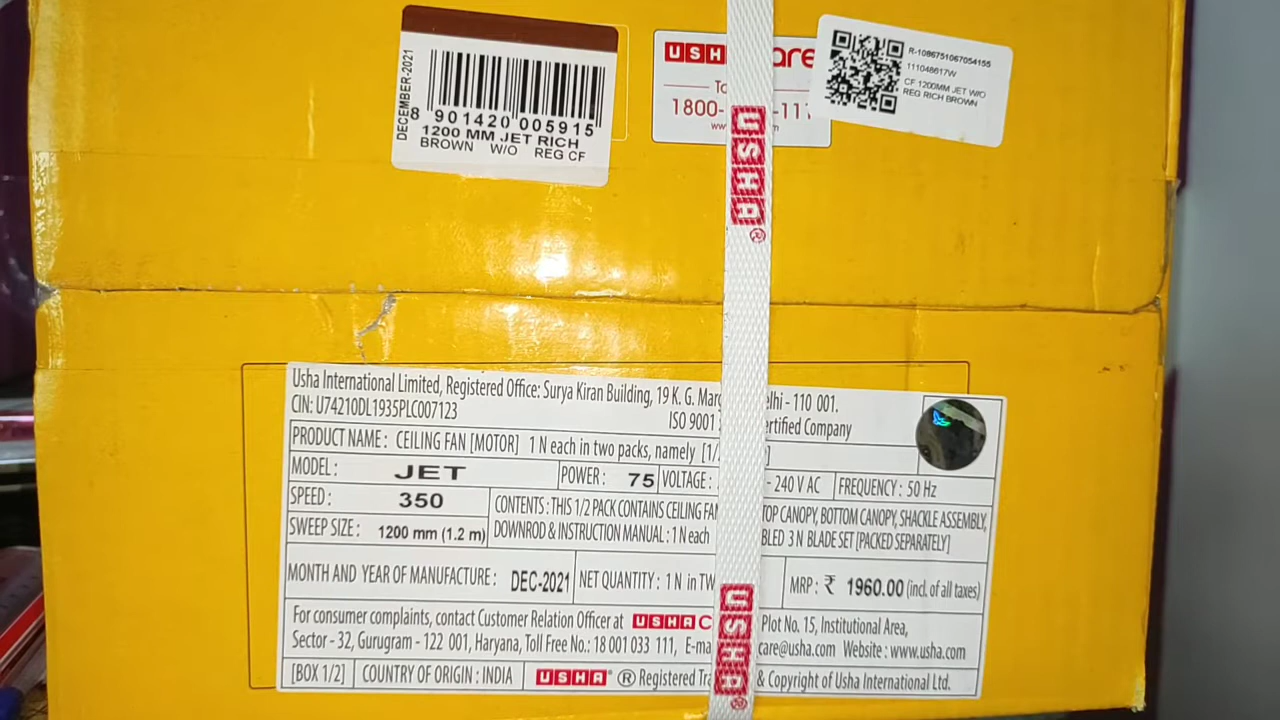 DECEMBER-2021
8 901420 005915
1200 MM JET RICH
BROWN W/O REG CF
USHA are
1800- -111
www m
R-1086751067054155
111048617W
CF 1200MM JET W/O
REG RICH BROWN
USHA®
Usha International Limited, Registered Office: Surya Kiran Building, 19 K. G. Marg elhi - 110 001.
CIN: U74210DL1935PLC007123 ISO 9001 ertified Company
PRODUCT NAME: CEILING FAN [MOTOR] 1 N each in two packs, namely [1/ ]
MODEL: JET POWER: 75 VOLTAGE: - 240 V AC FREQUENCY: 50 Hz
SPEED: 350
CONTENTS: THIS 1/2 PACK CONTAINS CEILING FAN TOP CANOPY, BOTTOM CANOPY, SHACKLE ASSEMBLY,
SWEEP SIZE: 1200 mm (1.2 m)
DOWNROD & INSTRUCTION MANUAL: 1 N each BLED 3 N BLADE SET [PACKED SEPARATELY]
MONTH AND YEAR OF MANUFACTURE: DEC-2021 NET QUANTITY: 1 N in TW MRP: ₹ 1960.00 (incl. of all taxes)
For consumer complaints, contact Customer Relation Officer at USHA C Plot No. 15, Institutional Area,
Sector - 32, Gurugram - 122 001, Haryana, Toll Free No.: 18 001 033 111, E-ma care@usha.com Website: www.usha.com
[BOX 1/2] COUNTRY OF ORIGIN: INDIA USHA® ® Registered Tra & Copyright of Usha International Ltd.
USHA®